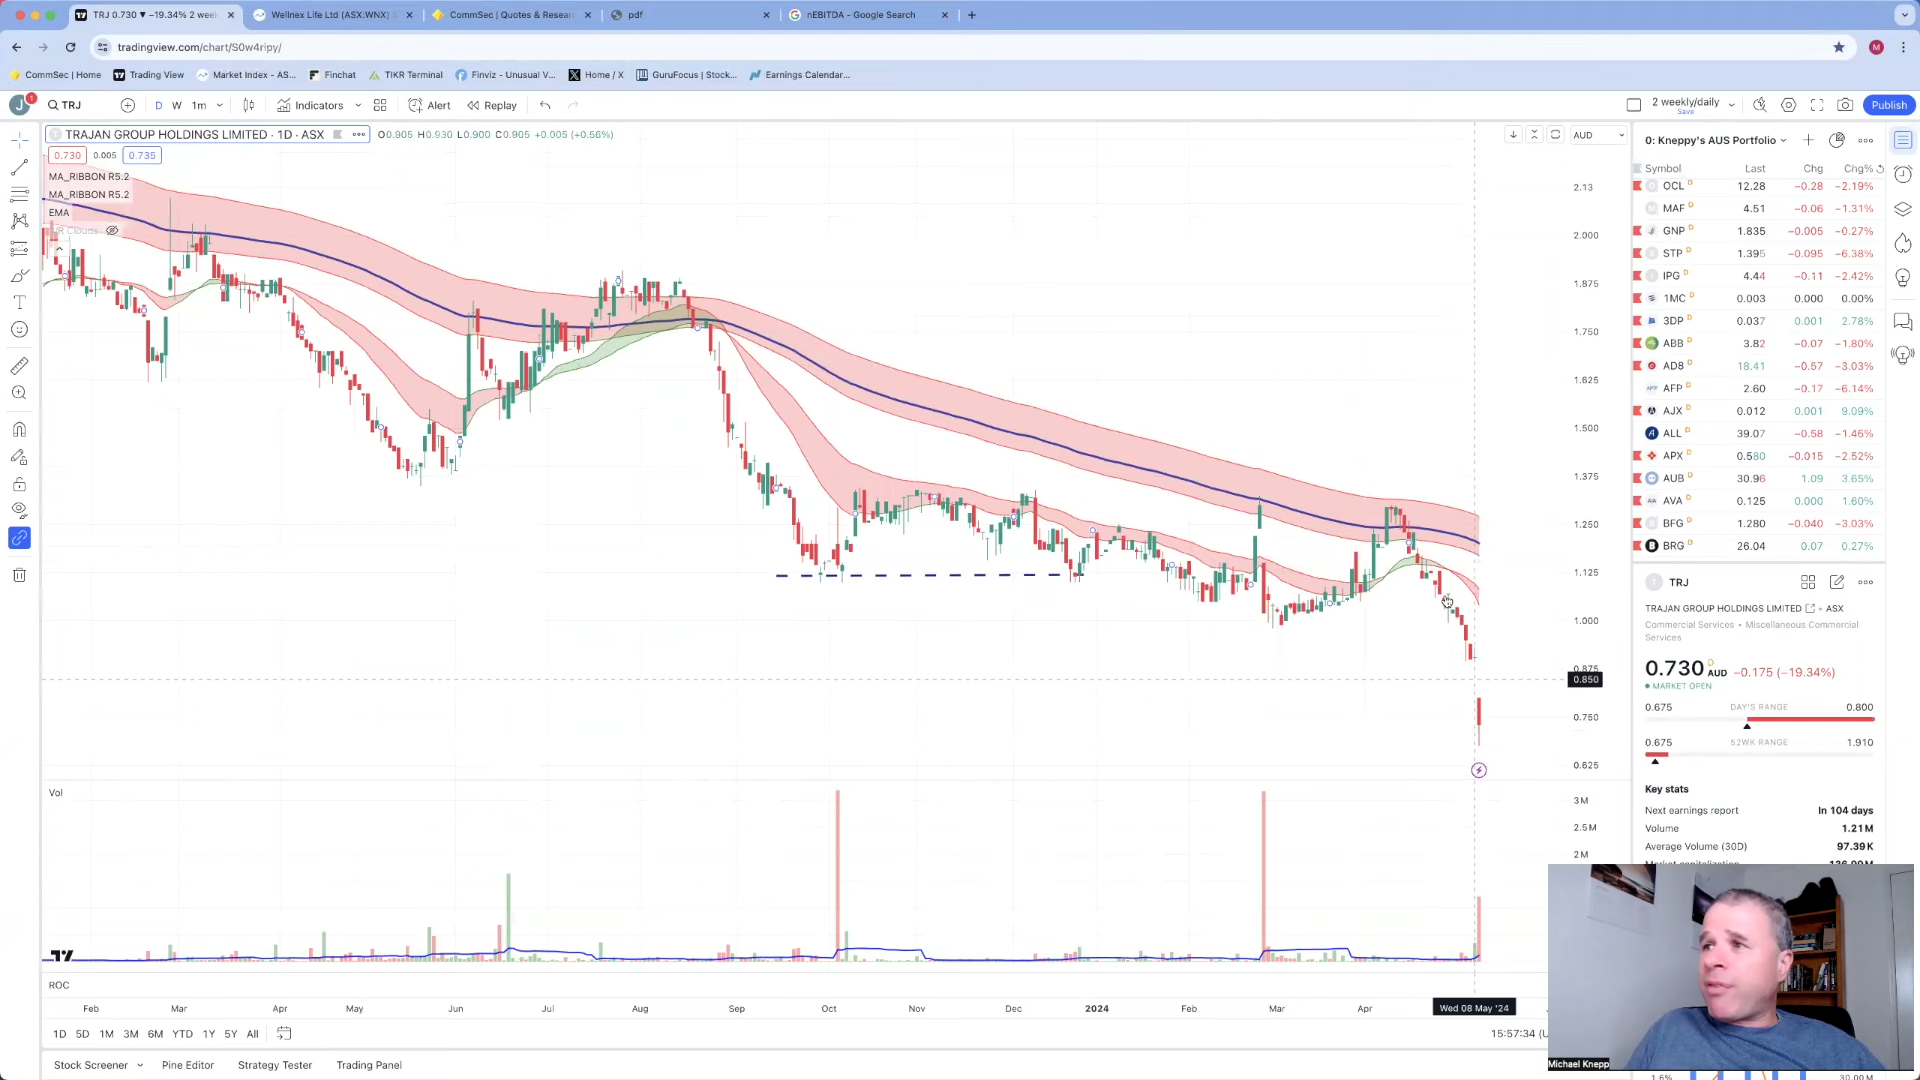 TRJ 0.730 ▼ −19.34% 2 week
Wellnex Life Ltd (ASX:WNX)
CommSec | Quotes & Resear
pdf
nEBITDA - Google Search
tradingview.com/chart/S0w4ripy/
M
CommSec | Home
Trading View
Market Index - AS...
Finchat
TIKR Terminal
Finviz - Unusual V...
Home / X
GuruFocus | Stock...
Earnings Calendar...
J 1
TRJ
D W 1m
Indicators
Alert
Replay
2 weekly/daily
Save
Publish
TRAJAN GROUP HOLDINGS LIMITED · 1D · ASX
O0.905 H0.930 L0.900 C0.905 +0.005 (+0.56%)
AUD
0.730 0.005 0.735
MA_RIBBON R5.2
MA_RIBBON R5.2
EMA
Clouds
2.13
2.000
1.875
1.750
1.625
1.500
1.375
1.250
1.125
1.000
0.875
0.850
0.750
0.625
Vol
3M
2.5M
2M
ROC
Feb Mar Apr May Jun Jul Aug Sep Oct Nov Dec 2024 Feb Mar Apr Wed 08 May '24
1D 5D 1M 3M 6M YTD 1Y 5Y All
15:57:34 (U
Stock Screener
Pine Editor
Strategy Tester
Trading Panel
0: Kneppy's AUS Portfolio
Symbol Last Chg Chg%
OCL D 12.28 −0.28 −2.19%
MAF D 4.51 −0.06 −1.31%
GNP D 1.835 −0.005 −0.27%
STP D 1.395 −0.095 −6.38%
IPG D 4.44 −0.11 −2.42%
1MC D 0.003 0.000 0.00%
3DP D 0.037 0.001 2.78%
ABB D 3.82 −0.07 −1.80%
AD8 D 18.41 −0.57 −3.03%
AFP D 2.60 −0.17 −6.14%
AJX D 0.012 0.001 9.09%
ALL D 39.07 −0.58 −1.46%
APX D 0.580 −0.015 −2.52%
AUB D 30.96 1.09 3.65%
AVA D 0.125 0.000 1.60%
BFG D 1.280 −0.040 −3.03%
BRG D 26.04 0.07 0.27%
T TRJ
TRAJAN GROUP HOLDINGS LIMITED • ASX
Commercial Services • Miscellaneous Commercial
Services
0.730 D AUD −0.175 (−19.34%)
MARKET OPEN
0.675 DAY'S RANGE 0.800
0.675 52WK RANGE 1.910
Key stats
Next earnings report In 104 days
Volume 1.21M
Average Volume (30D) 97.39K
Michael Knepp
1.6% 30.00 M